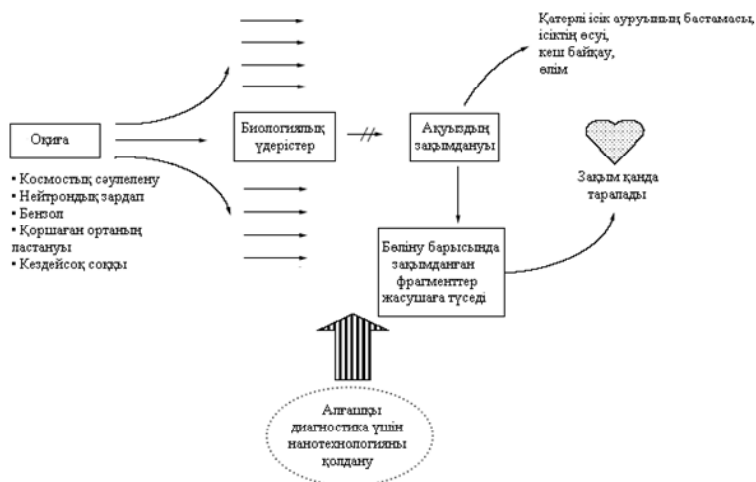 Оқиға
• Космостық сәулелену
• Нейтрондық зардап
• Бензол
• Қоршаған ортаның
ластануы
• Кездейсоқ соққы
Биологиялық
үдерістер
Ақуыздың
зақымдануы
Қатерлі ісік ауруының бастамасы,
ісіктің өсуі,
кеш байқау,
өлім
Зақым қанда
таралады
Бөліну барысында
зақымданған
фрагменттер
жасушаға түседі
Алғашқы
диагностика үшін
нанотехнологияны
қолдану